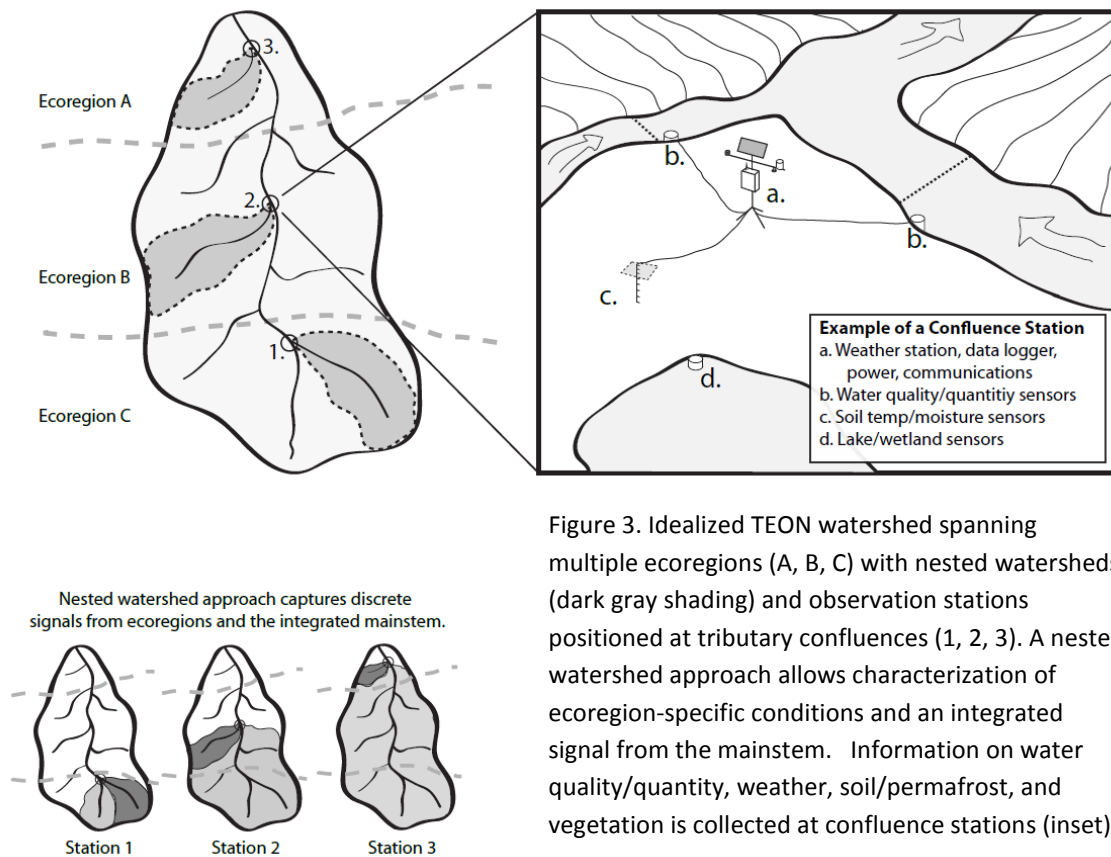 Ecoregion A
Ecoregion B
Ecoregion C
3.
2.
1.
b.
a.
b.
c.
d.
Example of a Confluence Station
a. Weather station, data logger,
power, communications
b. Water quality/quantitiy sensors
c. Soil temp/moisture sensors
d. Lake/wetland sensors
Nested watershed approach captures discrete
signals from ecoregions and the integrated mainstem.
Station 1
Station 2
Station 3
Figure 3. Idealized TEON watershed spanning
multiple ecoregions (A, B, C) with nested watersheds
(dark gray shading) and observation stations
positioned at tributary confluences (1, 2, 3). A neste
watershed approach allows characterization of
ecoregion-specific conditions and an integrated
signal from the mainstem. Information on water
quality/quantity, weather, soil/permafrost, and
vegetation is collected at confluence stations (inset)